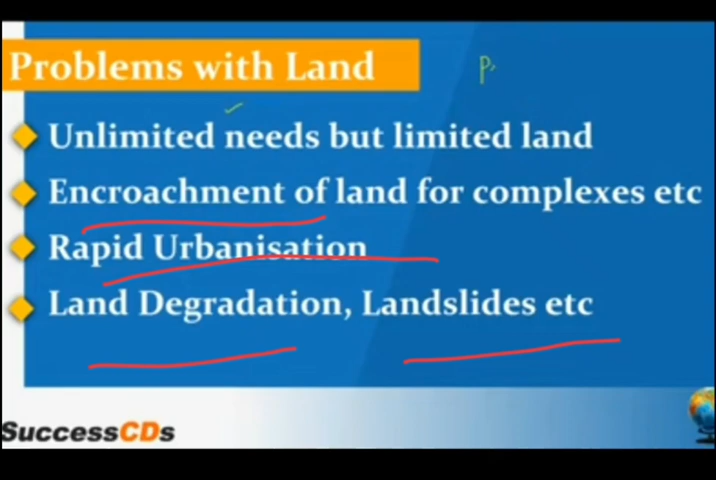 Problems with Land
Unlimited needs but limited land
Encroachment of land for complexes etc
Rapid Urbanisation
Land Degradation, Landslides etc
SuccessCDs